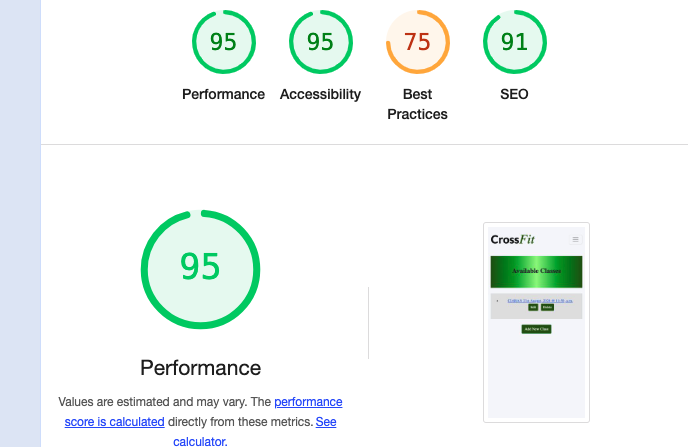 95
95
75
91
Performance
Accessibility
Best
Practices
SEO
95
Performance
Values are estimated and may vary. The performance
score is calculated directly from these metrics. See
calculator.
CrossFit
Available Classes
Add New Class